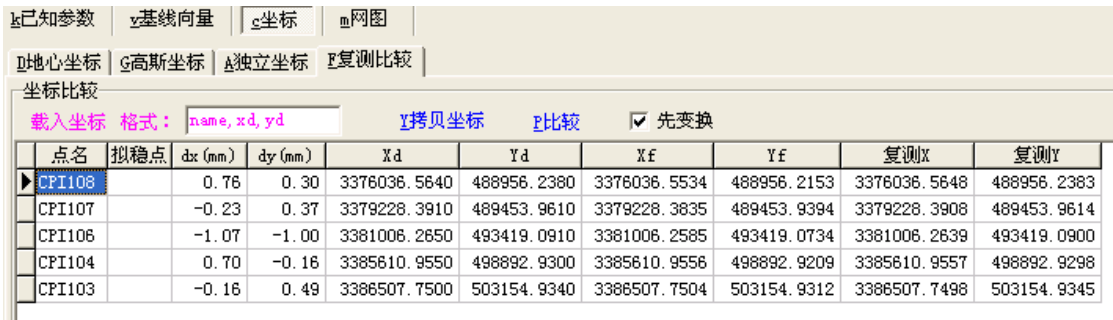 k已知参数 v基线向量 c坐标 m网图
D地心坐标 G高斯坐标 A独立坐标 F复测比较
坐标比较
载入坐标 格式： name,xd,yd Y拷贝坐标 P比较 先变换
点名 拟稳点 dx(mm) dy(mm) Xd Yd Xf Yf 复测X 复测Y
CPI108 0.76 0.30 3376036.5640 488956.2380 3376036.5534 488956.2153 3376036.5648 488956.2383
CPI107 -0.23 0.37 3379228.3910 489453.9610 3379228.3835 489453.9394 3379228.3908 489453.9614
CPI106 -1.07 -1.00 3381006.2650 493419.0910 3381006.2585 493419.0734 3381006.2639 493419.0900
CPI104 0.70 -0.16 3385610.9550 498892.9300 3385610.9556 498892.9209 3385610.9557 498892.9298
CPI103 -0.16 0.49 3386507.7500 503154.9340 3386507.7504 503154.9312 3386507.7498 503154.9345